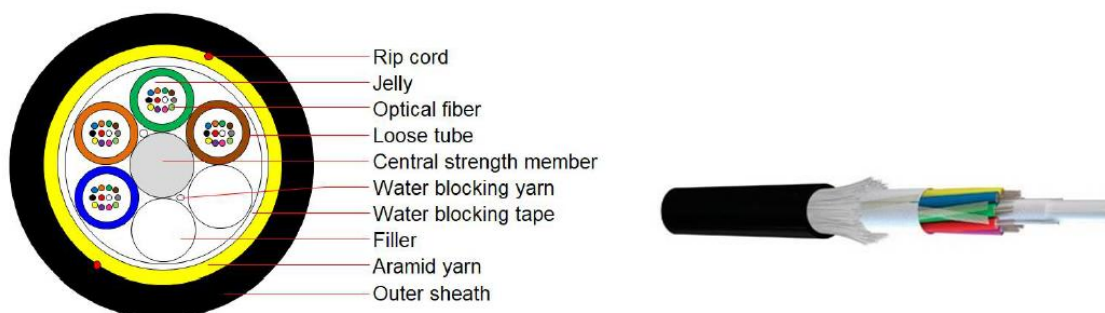 Rip cord
Jelly
Optical fiber
Loose tube
Central strength member
Water blocking yarn
Water blocking tape
Filler
Aramid yarn
Outer sheath